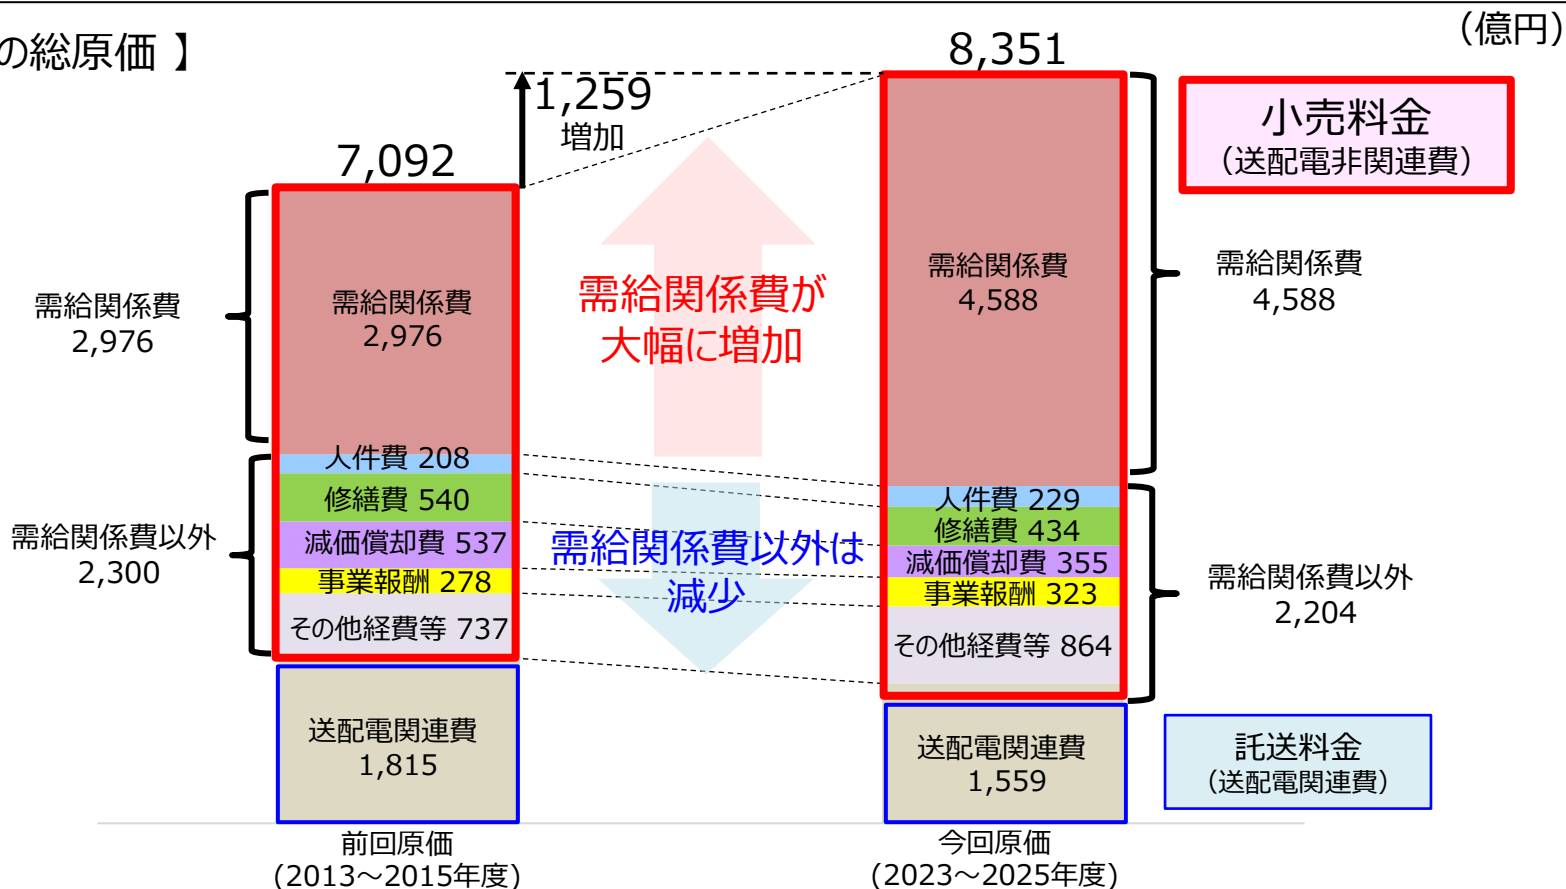 の総原価 】
(億円)
8,351
1,259
増加
7,092
小売料金
(送配電非関連費)
需給関係費
2,976
需給関係費
2,976
需給関係費が
大幅に増加
需給関係費
4,588
需給関係費
4,588
人件費 208
修繕費 540
減価償却費 537
事業報酬 278
その他経費等 737
需給関係費以外
2,300
需給関係費以外は
減少
人件費 229
修繕費 434
減価償却費 355
事業報酬 323
その他経費等 864
需給関係費以外
2,204
送配電関連費
1,815
送配電関連費
1,559
託送料金
(送配電関連費)
前回原価
(2013～2015年度)
今回原価
(2023～2025年度)